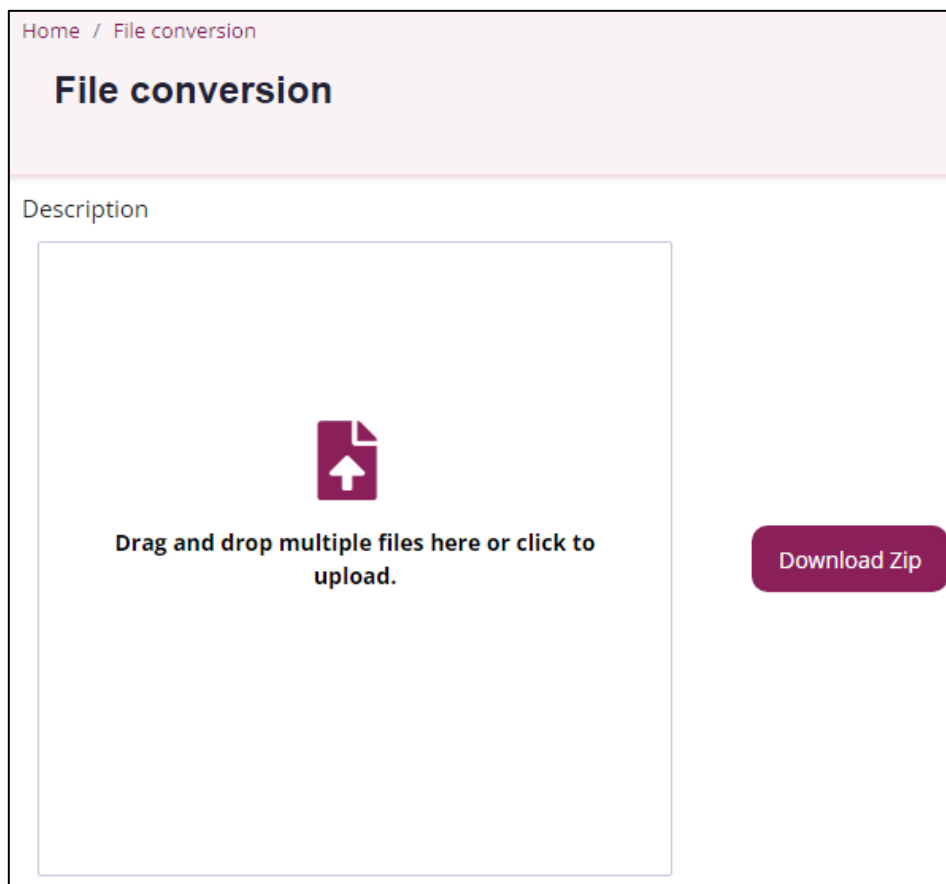 Home / File conversion
File conversion
Description
Drag and drop multiple files here or click to
upload.
Download Zip